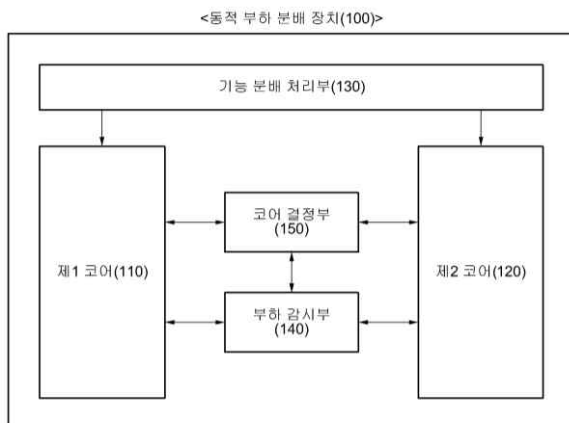 <동적 부하 분배 장치(100)>
기능 분배 처리부(130)
코어 결정부
(150)
제1 코어(110)
제2 코어(120)
부하 감시부
(140)